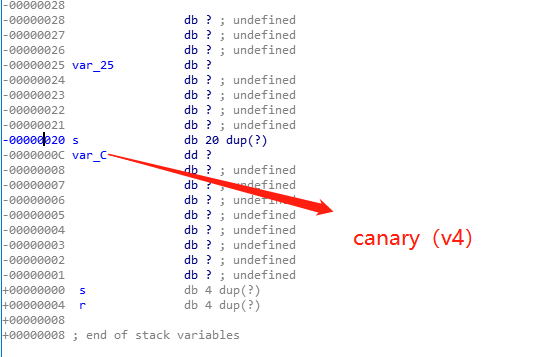 -00000028
-00000028 db ? ; undefined
-00000027 db ? ; undefined
-00000026 db ? ; undefined
-00000025 var_25 db ?
-00000024 db ? ; undefined
-00000023 db ? ; undefined
-00000022 db ? ; undefined
-00000021 db ? ; undefined
-00000020 s db 20 dup(?)
-0000000C var_C dd ?
-00000008 db ? ; undefined
-00000007 db ? ; undefined
-00000006 db ? ; undefined
-00000005 db ? ; undefined
-00000004 db ? ; undefined
-00000003 db ? ; undefined
-00000002 db ? ; undefined
-00000001 db ? ; undefined
+00000000 s db 4 dup(?)
+00000004 r db 4 dup(?)
+00000008
+00000008 ; end of stack variables
canary（v4）